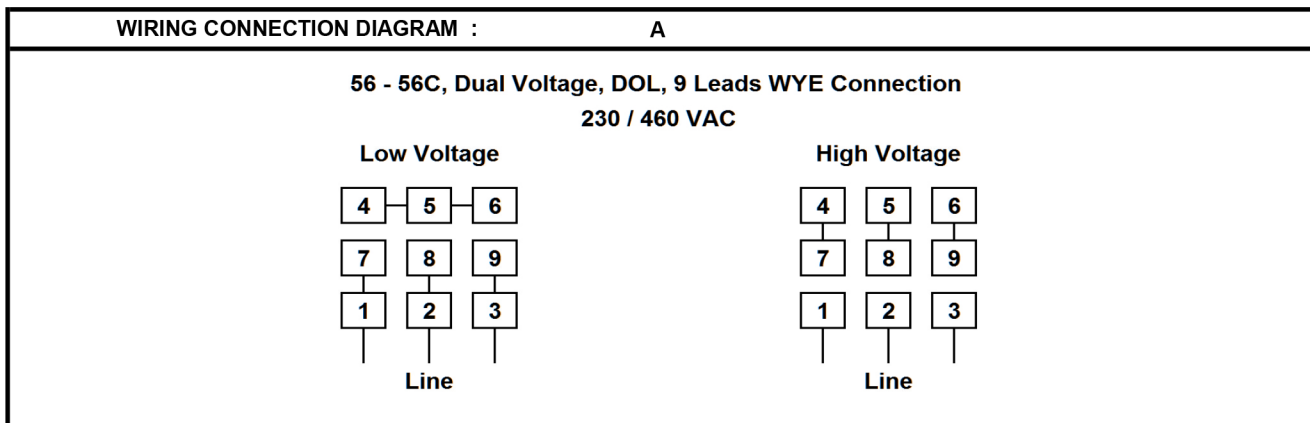 WIRING CONNECTION DIAGRAM : A
56 - 56C, Dual Voltage, DOL, 9 Leads WYE Connection
230 / 460 VAC
Low Voltage
4 5 6
7 8 9
1 2 3
Line
High Voltage
4 5 6
7 8 9
1 2 3
Line